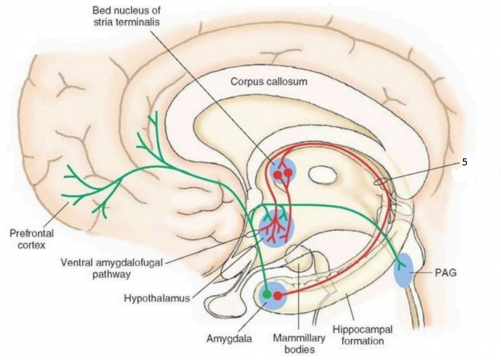 Bed nucleus of
stria terminalis
Corpus callosum
5
Prefrontal
cortex
Ventral amygdalofugal
pathway
PAG
Hypothalamus
Amygdala
Mammillary
bodies
Hippocampal
formation